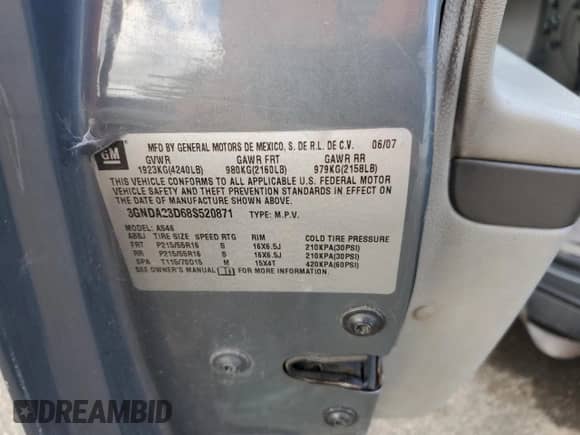 GM
MFD BY GENERAL MOTORS DE MEXICO, S. DE R.L. DE C.V. 06/07
GVWR GAWR FRT GAWR RR
1923KG(4240LB) 980KG(2160LB) 979KG(2158LB)
THIS VEHICLE CONFORMS TO ALL APPLICABLE U.S. FEDERAL MOTOR
VEHICLE SAFETY AND THEFT PREVENTION STANDARDS IN EFFECT ON
THE DATE OF MANUFACTURE SHOWN ABOVE.
3GNDA23D68S520871 TYPE: M.P.V.
MODEL: AS46
TIRE SIZE SPEED RTG RIM COLD TIRE PRESSURE
FRT P215/55R16 S 16X6.5J 210KPA(30PSI)
RR P215/55R16 S 16X6.5J 210KPA(30PSI)
SPA T115/70D15 M 15X4T 420KPA(60PSI)
SEE OWNER'S MANUAL
DREAMBID